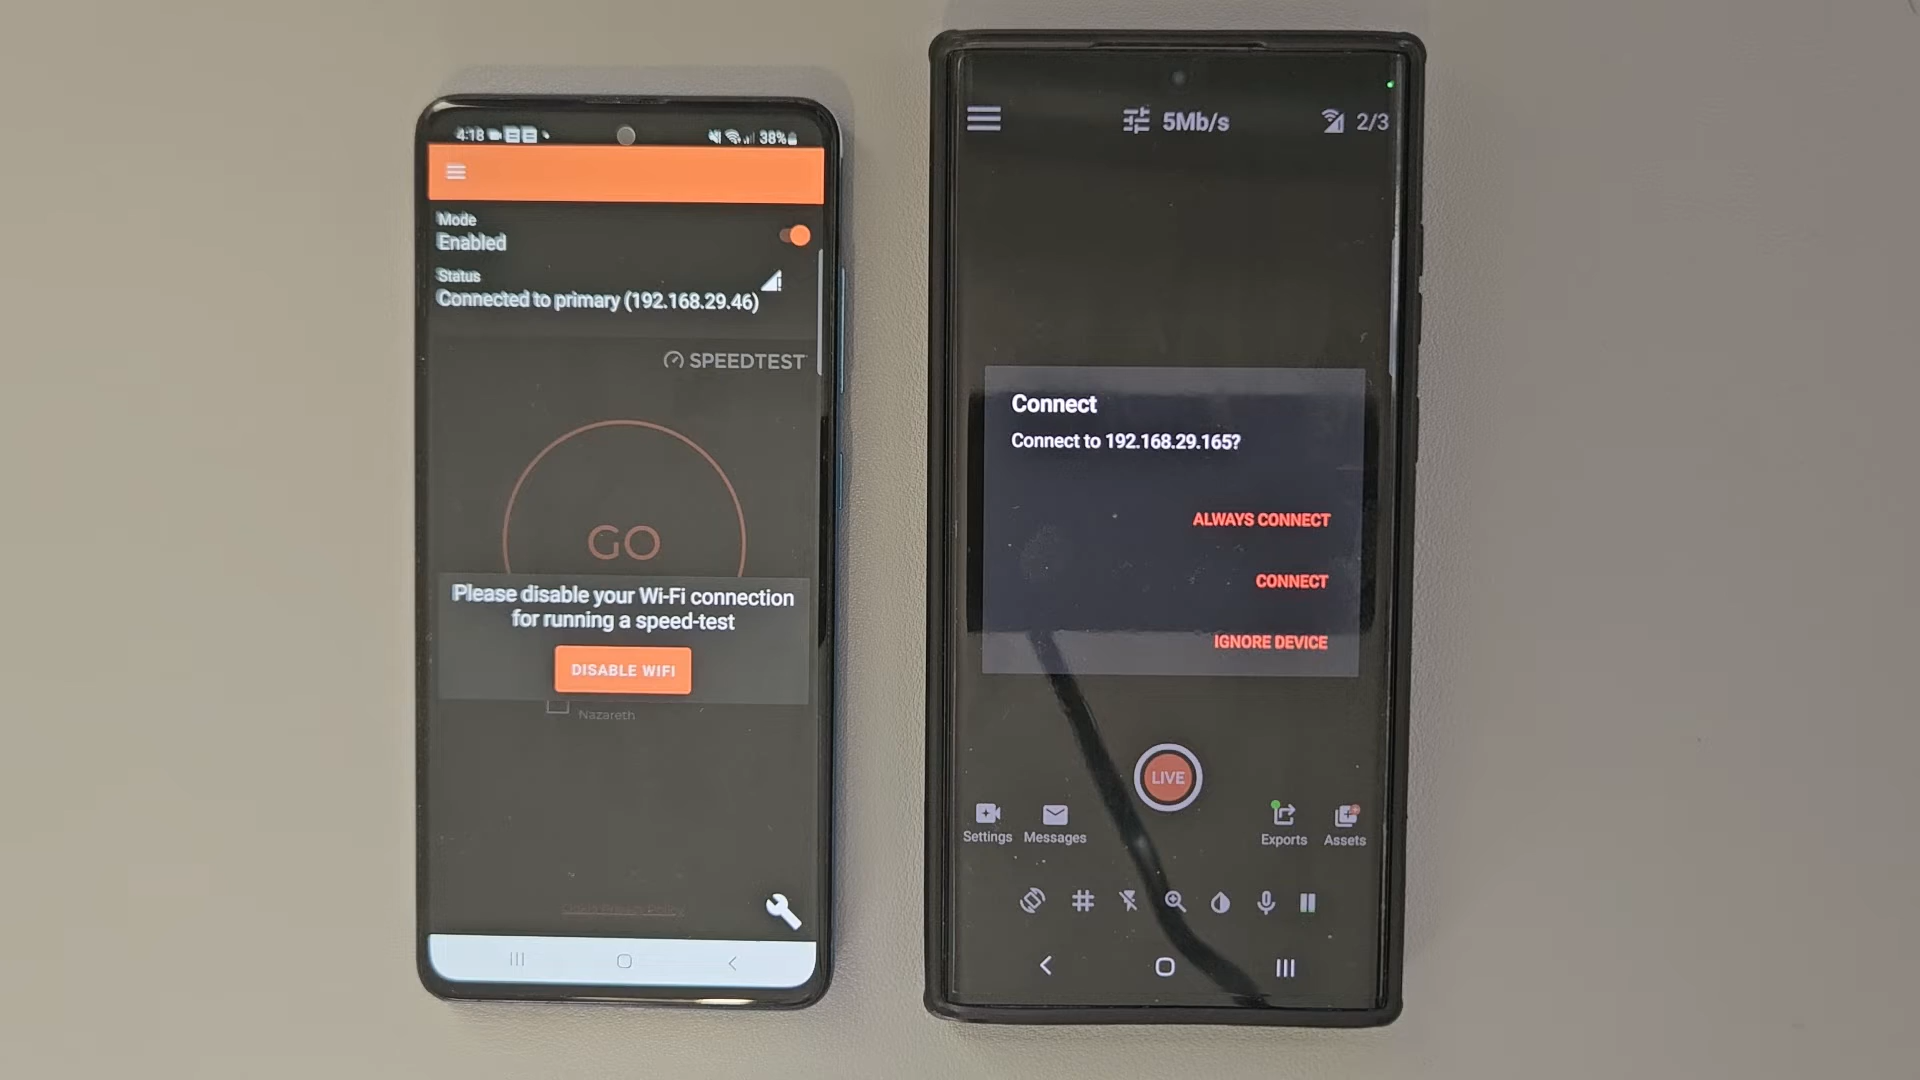 4:18
38%
Mode
Enabled
Status
Connected to primary (192.168.29.46)
SPEEDTEST
GO
Please disable your Wi-Fi connection
for running a speed-test
DISABLE WIFI
Nazareth
Privacy Policy
5Mb/s
2/3
Connect
Connect to 192.168.29.165?
ALWAYS CONNECT
CONNECT
IGNORE DEVICE
LIVE
Settings
Messages
Exports
Assets